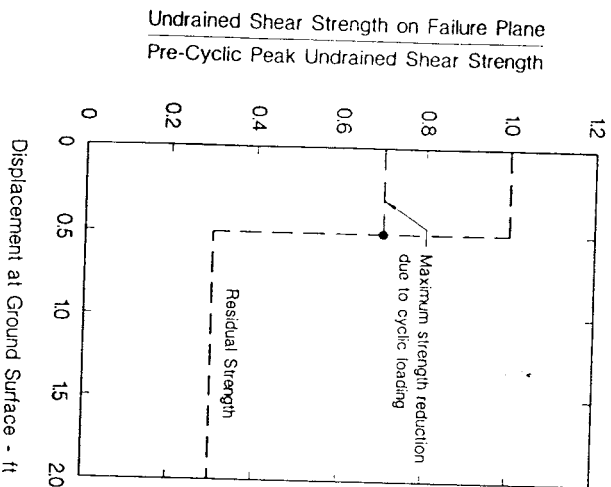 Undrained Shear Strength on Failure Plane
Pre-Cyclic Peak Undrained Shear Strength
1.2
1.0
0.8
0.6
0.4
0.2
0
0
0.5
1.0
1.5
2.0
Maximum strength reduction
due to cyclic loading
Residual Strength
Displacement at Ground Surface - ft